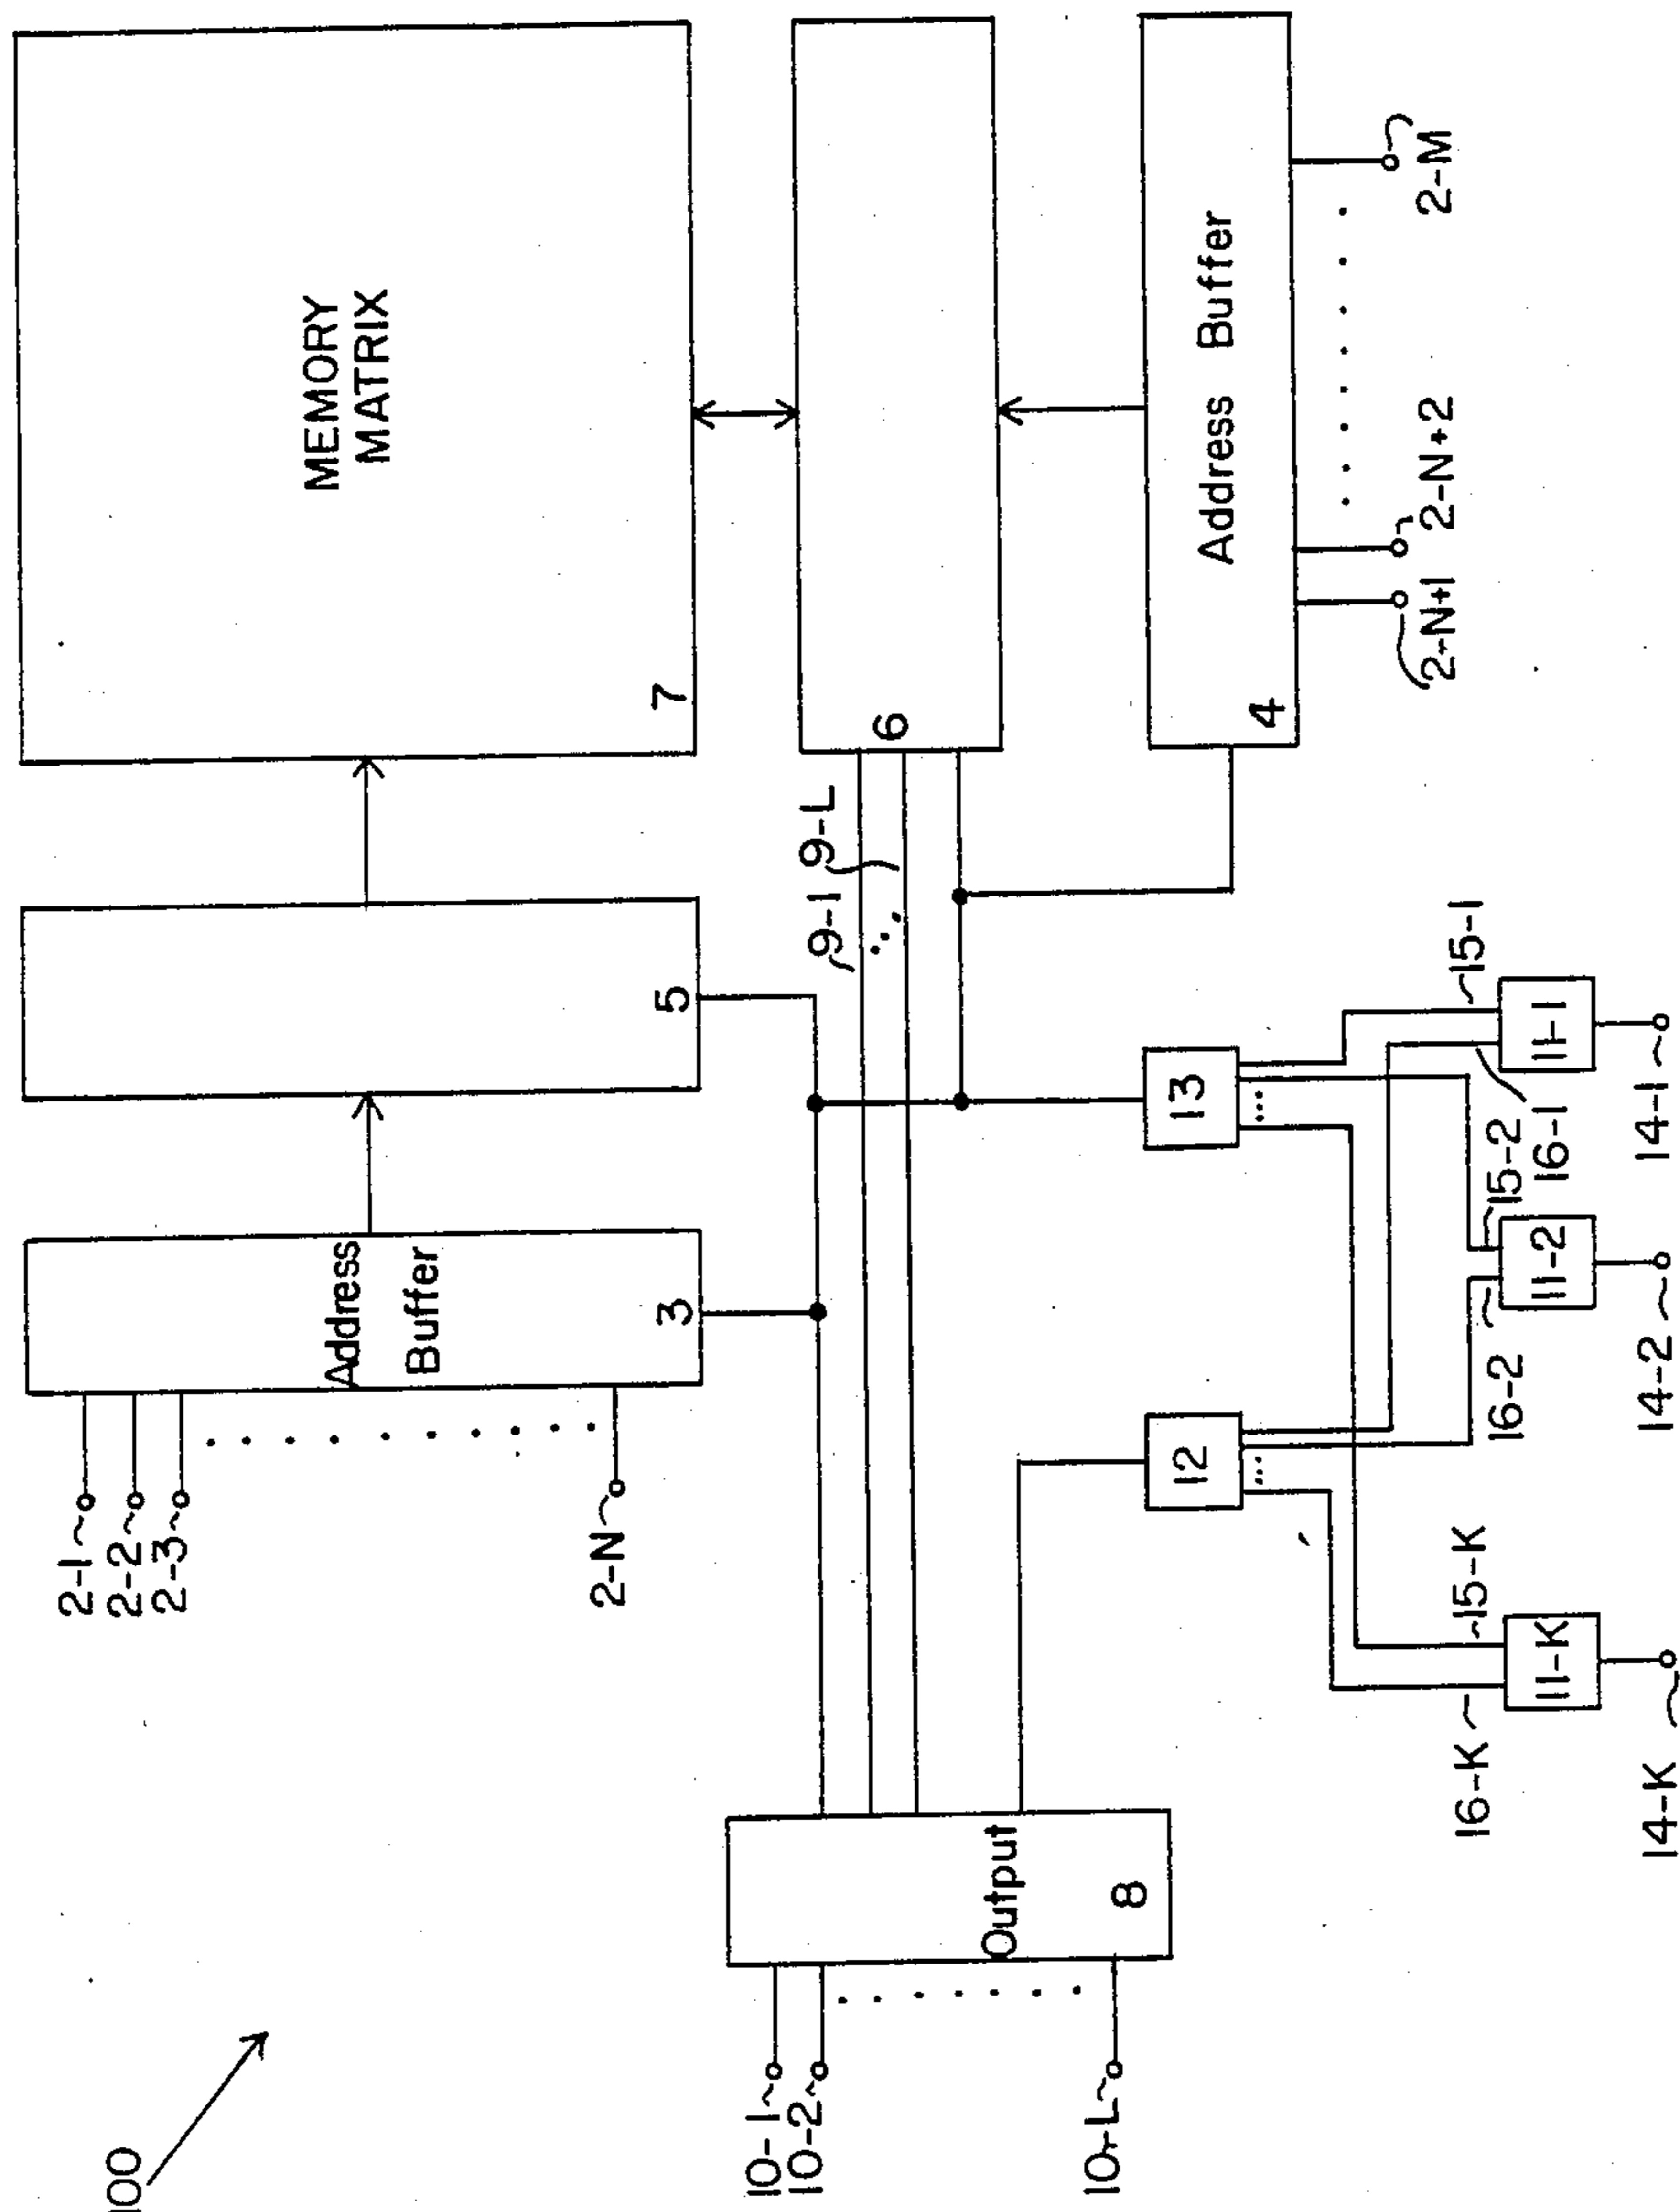 100
2-1
2-2
2-3
2-N
Address
Buffer
3
5
MEMORY
MATRIX
7
9-1
9-L
6
10-1
10-2
10-L
Output
8
12
13
Address Buffer
4
2-N+1
2-N+2
2-M
16-K
15-K
16-2
15-2
16-1
15-1
11-K
11-2
11-1
14-K
14-2
14-1